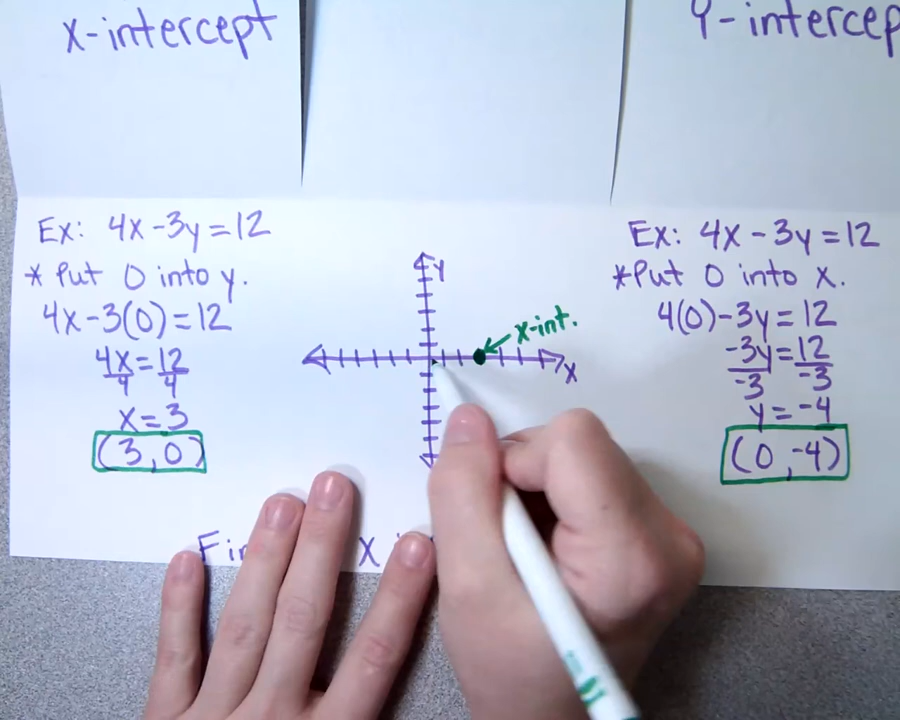 x-intercept
Y-intercep
Ex: 4x-3y=12
* Put 0 into y.
4x-3(0)=12
4x=12
4 4
x=3
(3,0)
Y
x-int.
x
Ex: 4x-3y=12
*Put 0 into x.
4(0)-3y=12
-3y=12
-3 -3
y=-4
(0,-4)
x